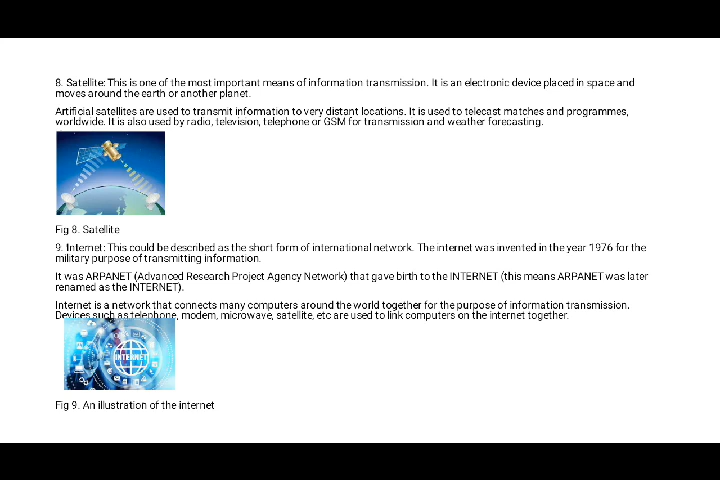 8. Satellite: This is one of the most important means of information transmission. It is an electronic device placed in space and
moves around the earth or another planet.
Artificial satellites are used to transmit information to very distant locations. It is used to telecast matches and programmes,
worldwide. It is also used by radio, television, telephone or GSM for transmission and weather forecasting.
Fig 8. Satellite
9. Internet: This could be described as the short form of international network. The internet was invented in the year 1976 for the
military purpose of transmitting information.
It was ARPANET (Advanced Research Project Agency Network) that gave birth to the INTERNET (this means ARPANET was later
renamed as the INTERNET).
Internet is a network that connects many computers around the world together for the purpose of information transmission.
Devices such as telephone, modem, microwave, satellite, etc are used to link computers on the internet together.
INTERNET
Fig 9. An illustration of the internet